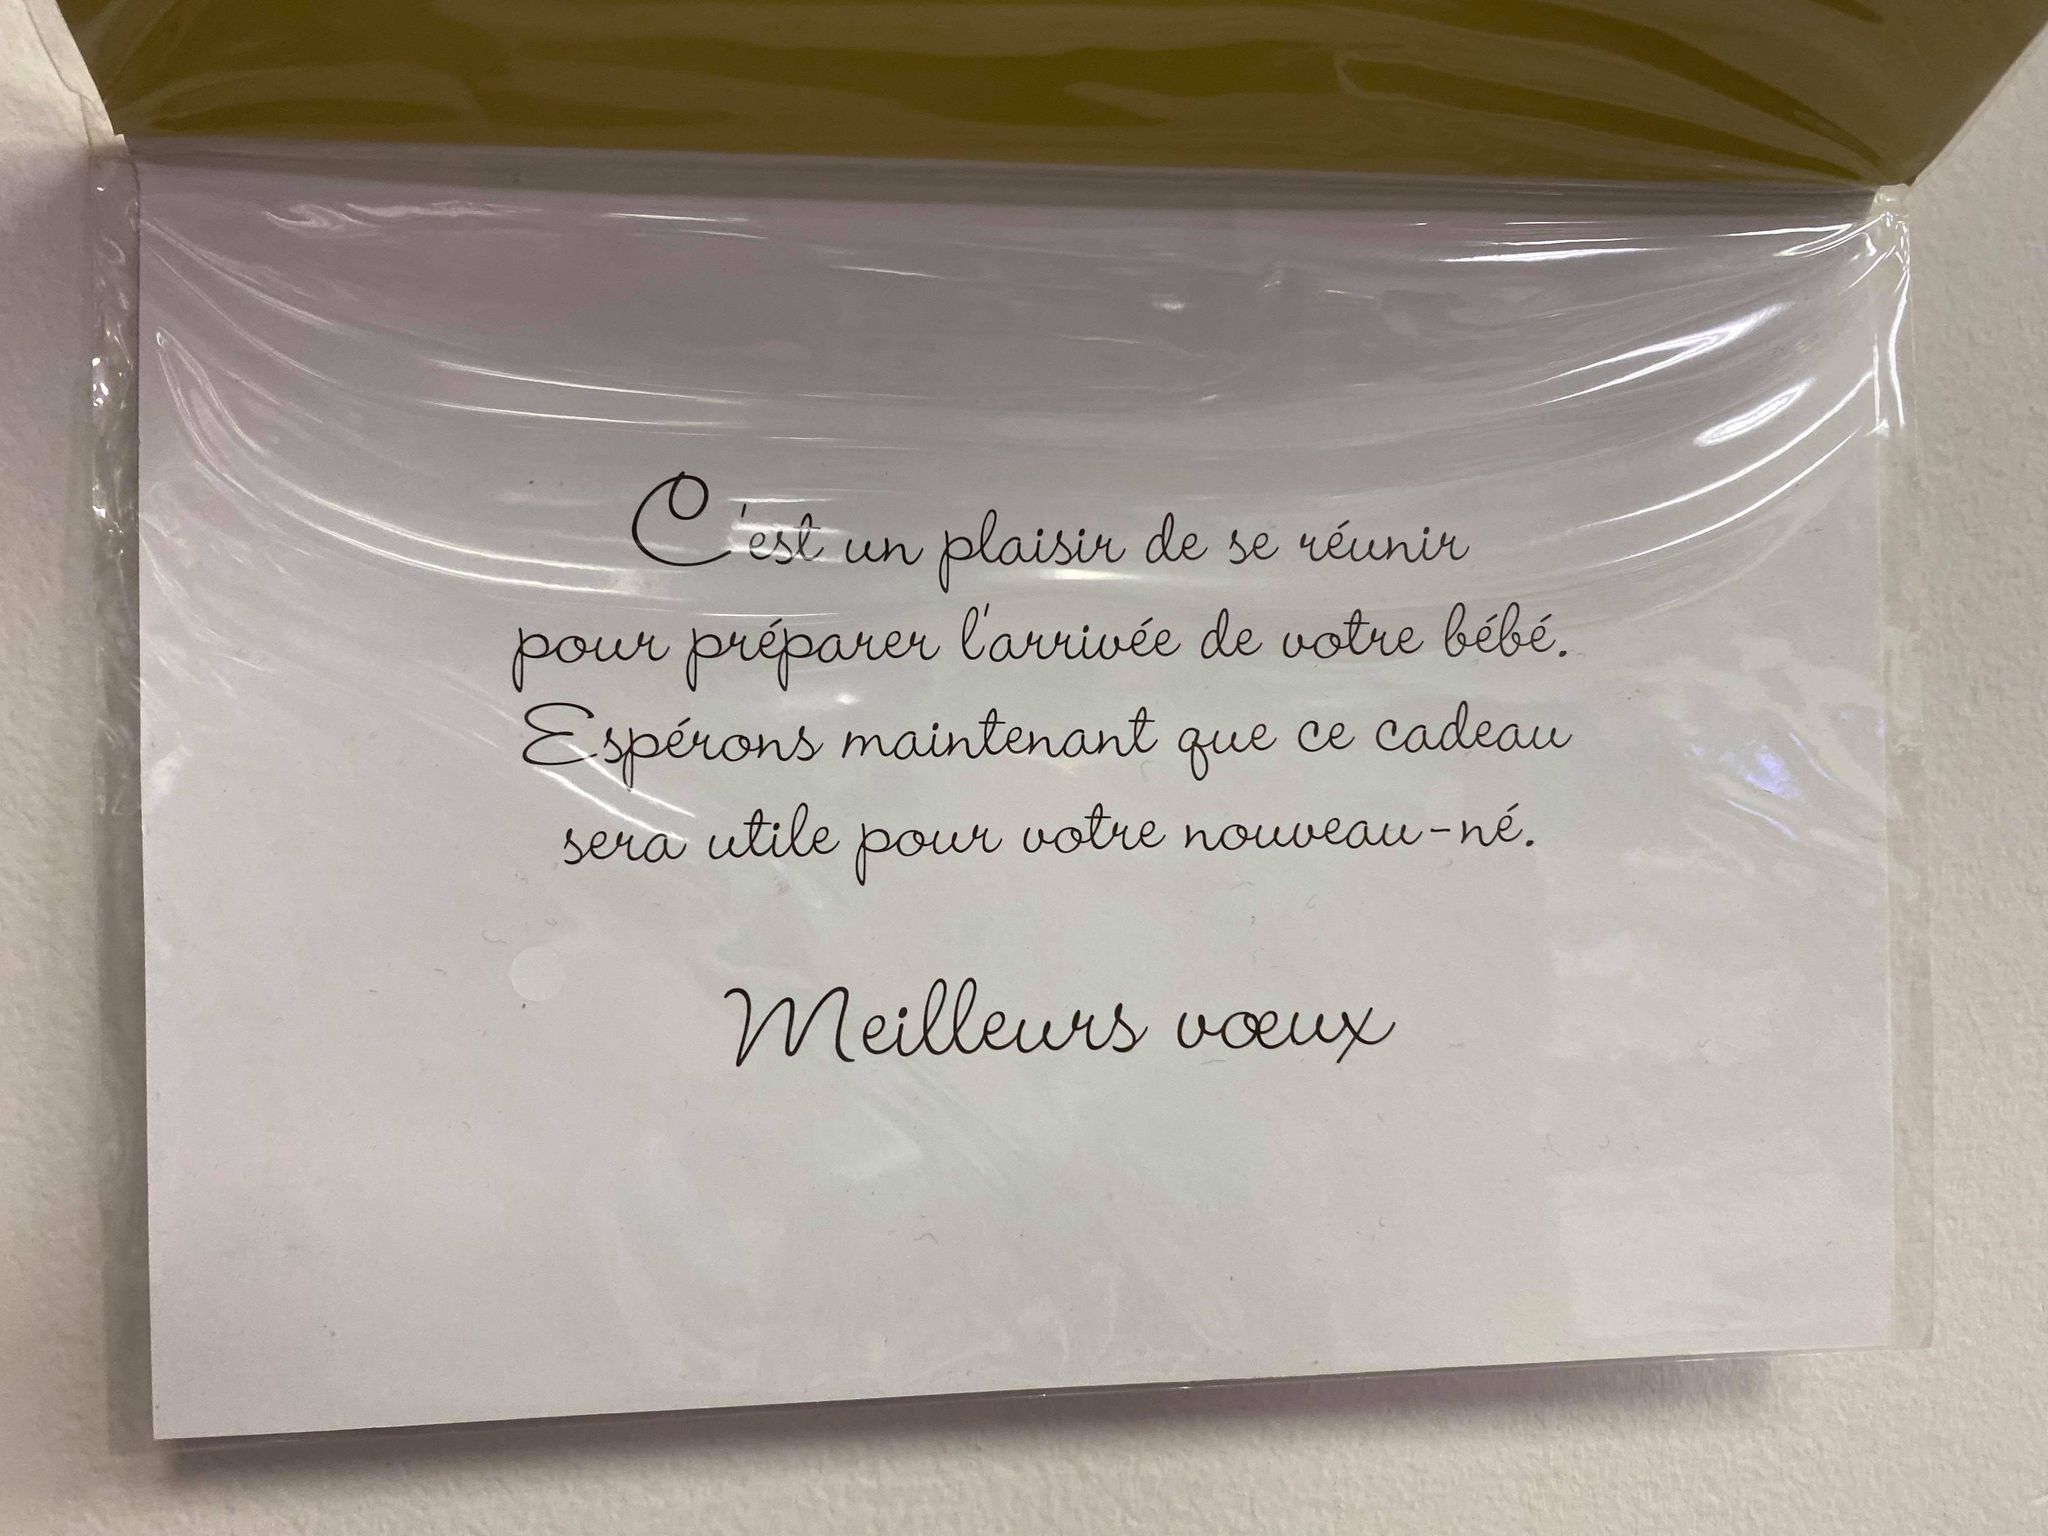 C'est un plaisir de se réunir
pour préparer l'arrivée de votre bébé.
Espérons maintenant que ce cadeau
sera utile pour votre nouveau-né.
Meilleurs vœux